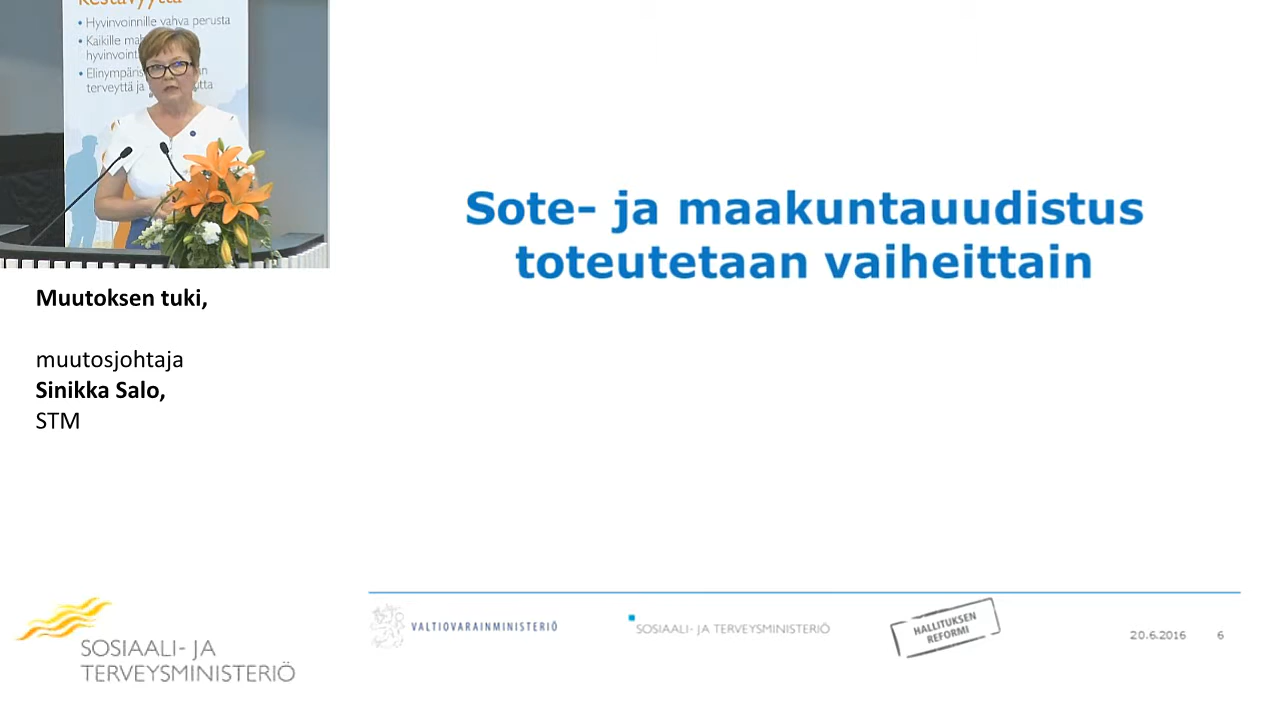 Hyvinvoinnille vahva perusta
Kaikille
Elinympäris
terveyttä ja
Sote- ja maakuntauudistus
toteutetaan vaiheittain
Muutoksen tuki,
muutosjohtaja
Sinikka Salo,
STM
SOSIAALI- JA
TERVEYSMINISTERIÖ
VALTIOVARAINMINISTERIÖ
SOSIAALI- JA TERVEYSMINISTERIÖ
HALLITUKSEN
REFORMI
20.6.2016 6